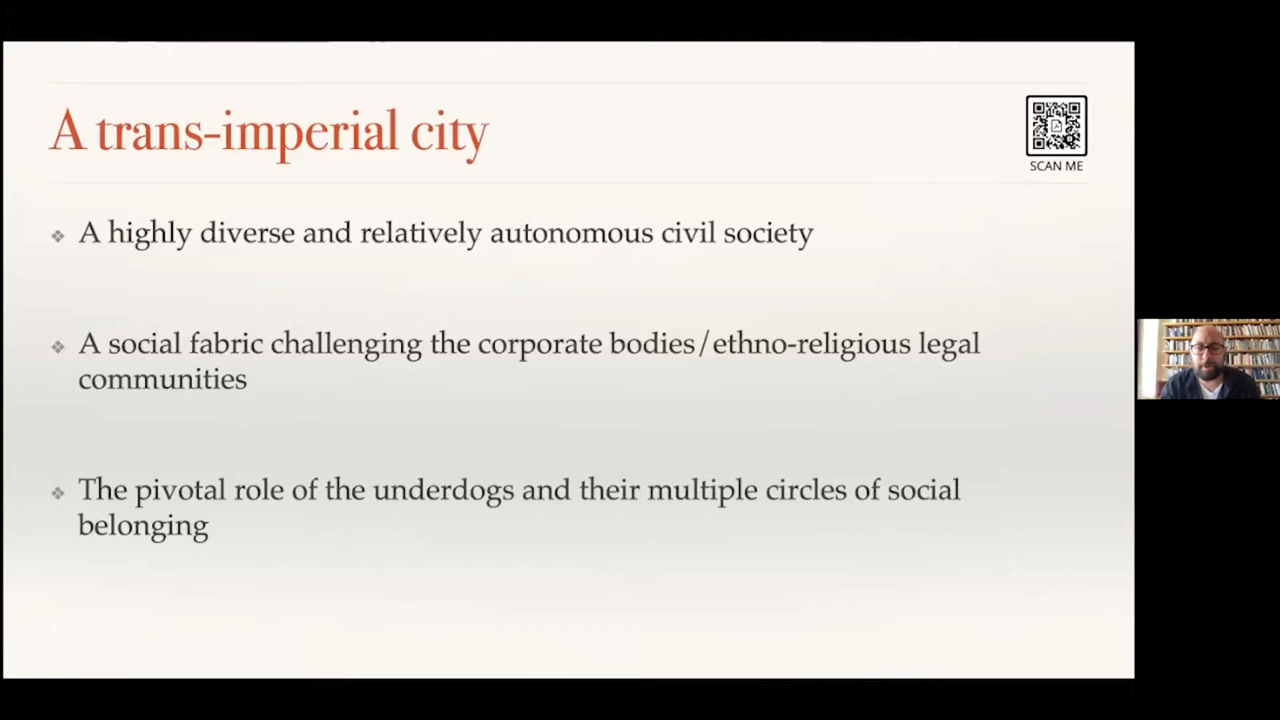 A trans-imperial city
SCAN ME
A highly diverse and relatively autonomous civil society
A social fabric challenging the corporate bodies/ethno-religious legal
communities
The pivotal role of the underdogs and their multiple circles of social
belonging